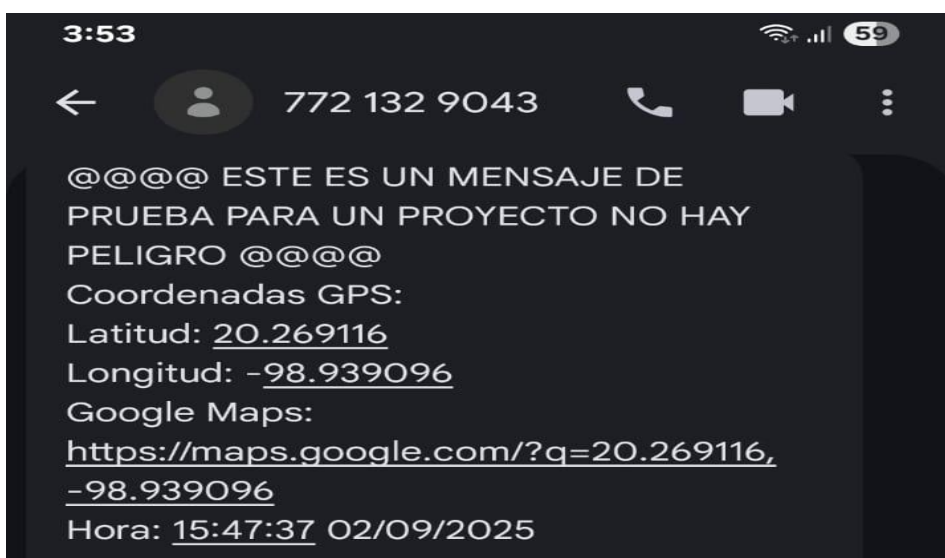 3:53
59
772 132 9043
@@@@ ESTE ES UN MENSAJE DE
PRUEBA PARA UN PROYECTO NO HAY
PELIGRO @@@@
Coordenadas GPS:
Latitud: 20.269116
Longitud: -98.939096
Google Maps:
https://maps.google.com/?q=20.269116,
-98.939096
Hora: 15:47:37 02/09/2025